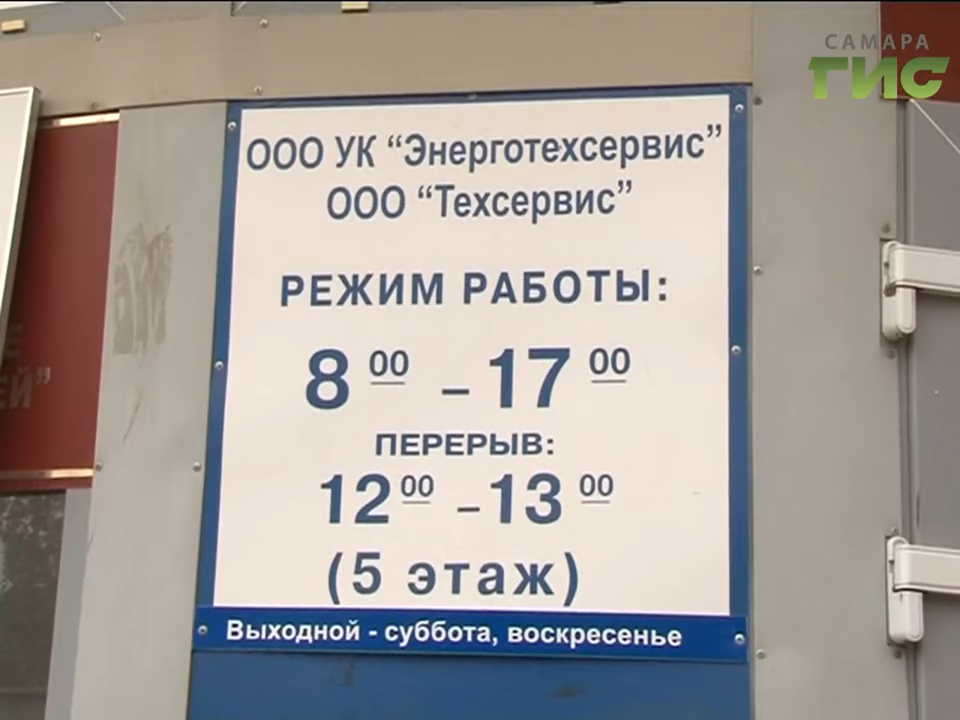 САМАРА
ГИС
ООО УК “Энерготехсервис”
ООО “Техсервис”
РЕЖИМ РАБОТЫ:
8 00 – 17 00
ПЕРЕРЫВ:
12 00 – 13 00
(5 этаж)
Выходной - суббота, воскресенье